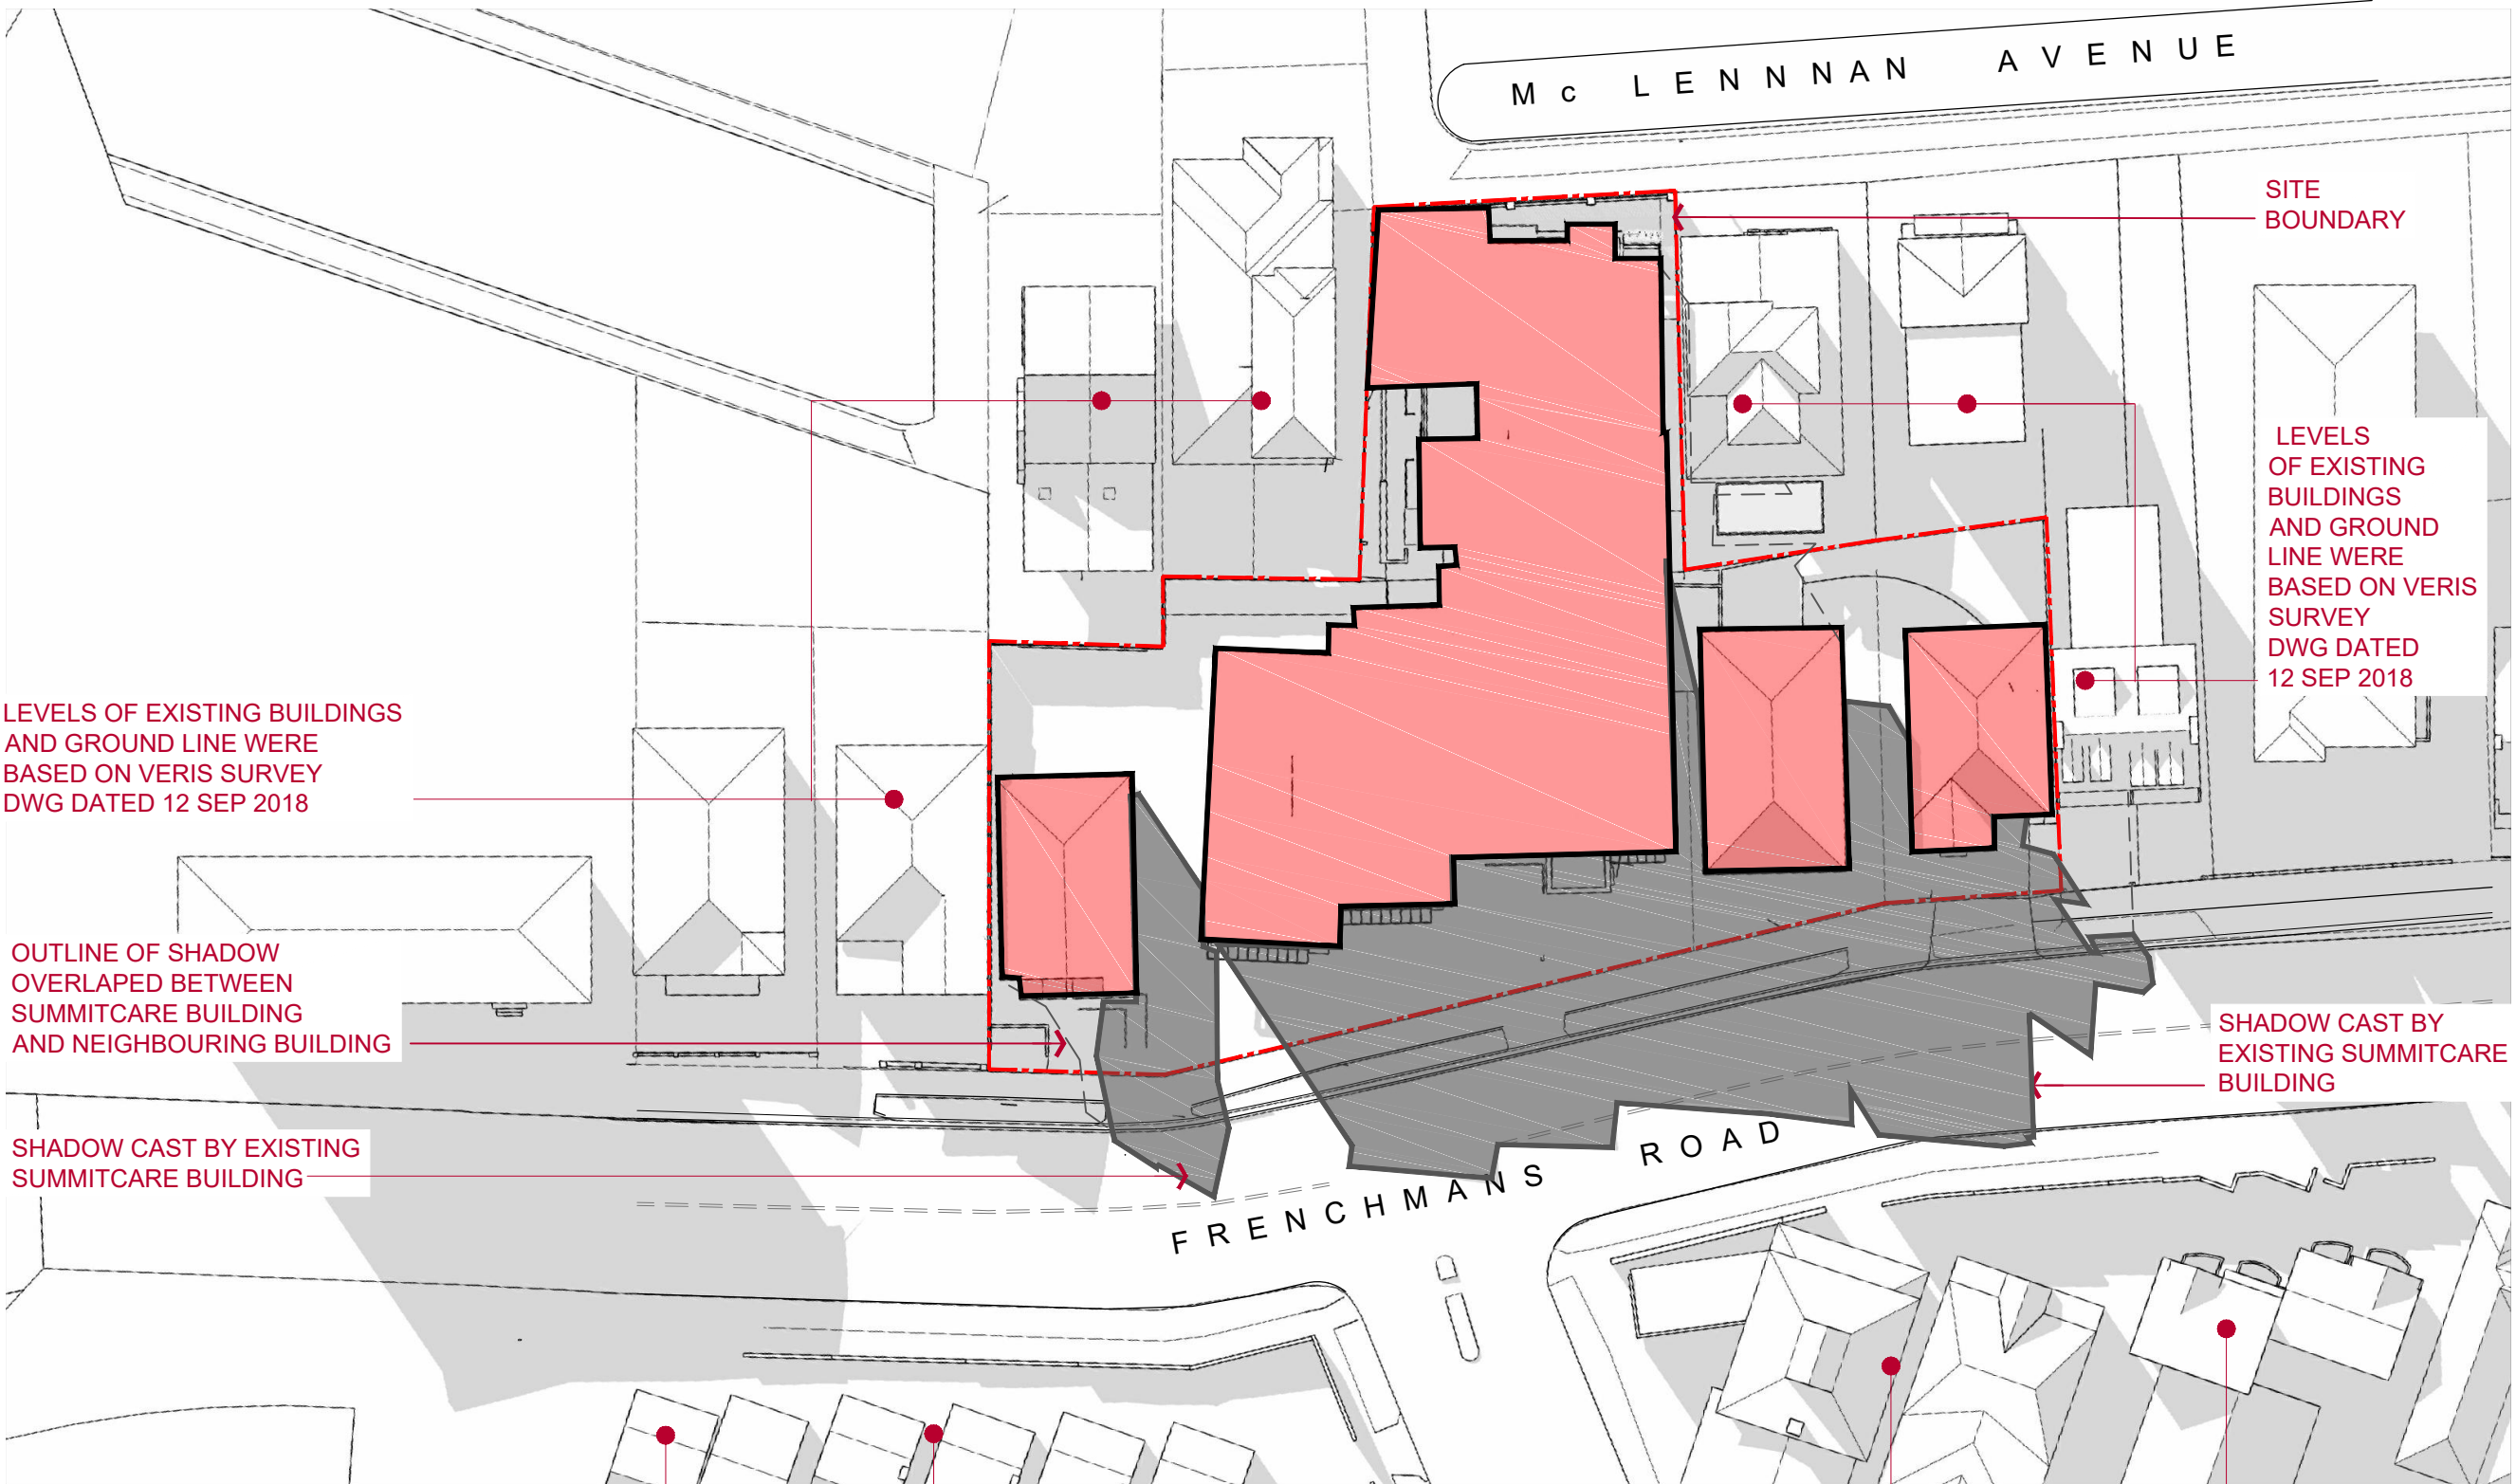 Mc LENNNAN AVENUE
SITE
BOUNDARY
LEVELS
OF EXISTING
BUILDINGS
AND GROUND
LINE WERE
BASED ON VERIS
SURVEY
DWG DATED
12 SEP 2018
LEVELS OF EXISTING BUILDINGS
AND GROUND LINE WERE
BASED ON VERIS SURVEY
DWG DATED 12 SEP 2018
OUTLINE OF SHADOW
OVERLAPED BETWEEN
SUMMITCARE BUILDING
AND NEIGHBOURING BUILDING
SHADOW CAST BY
EXISTING SUMMITCARE
BUILDING
SHADOW CAST BY EXISTING
SUMMITCARE BUILDING
FRENCHMANS ROAD